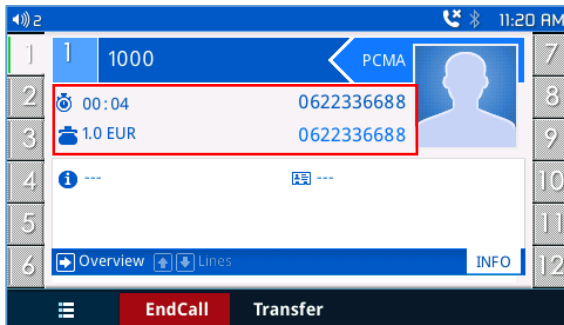 2 11:20 AM
1 1 1000 PCMA 7
2 00:04 0622336688 8
3 1.0 EUR 0622336688 9
4 --- --- 10
5 11
6 Overview Lines INFO 12
EndCall Transfer